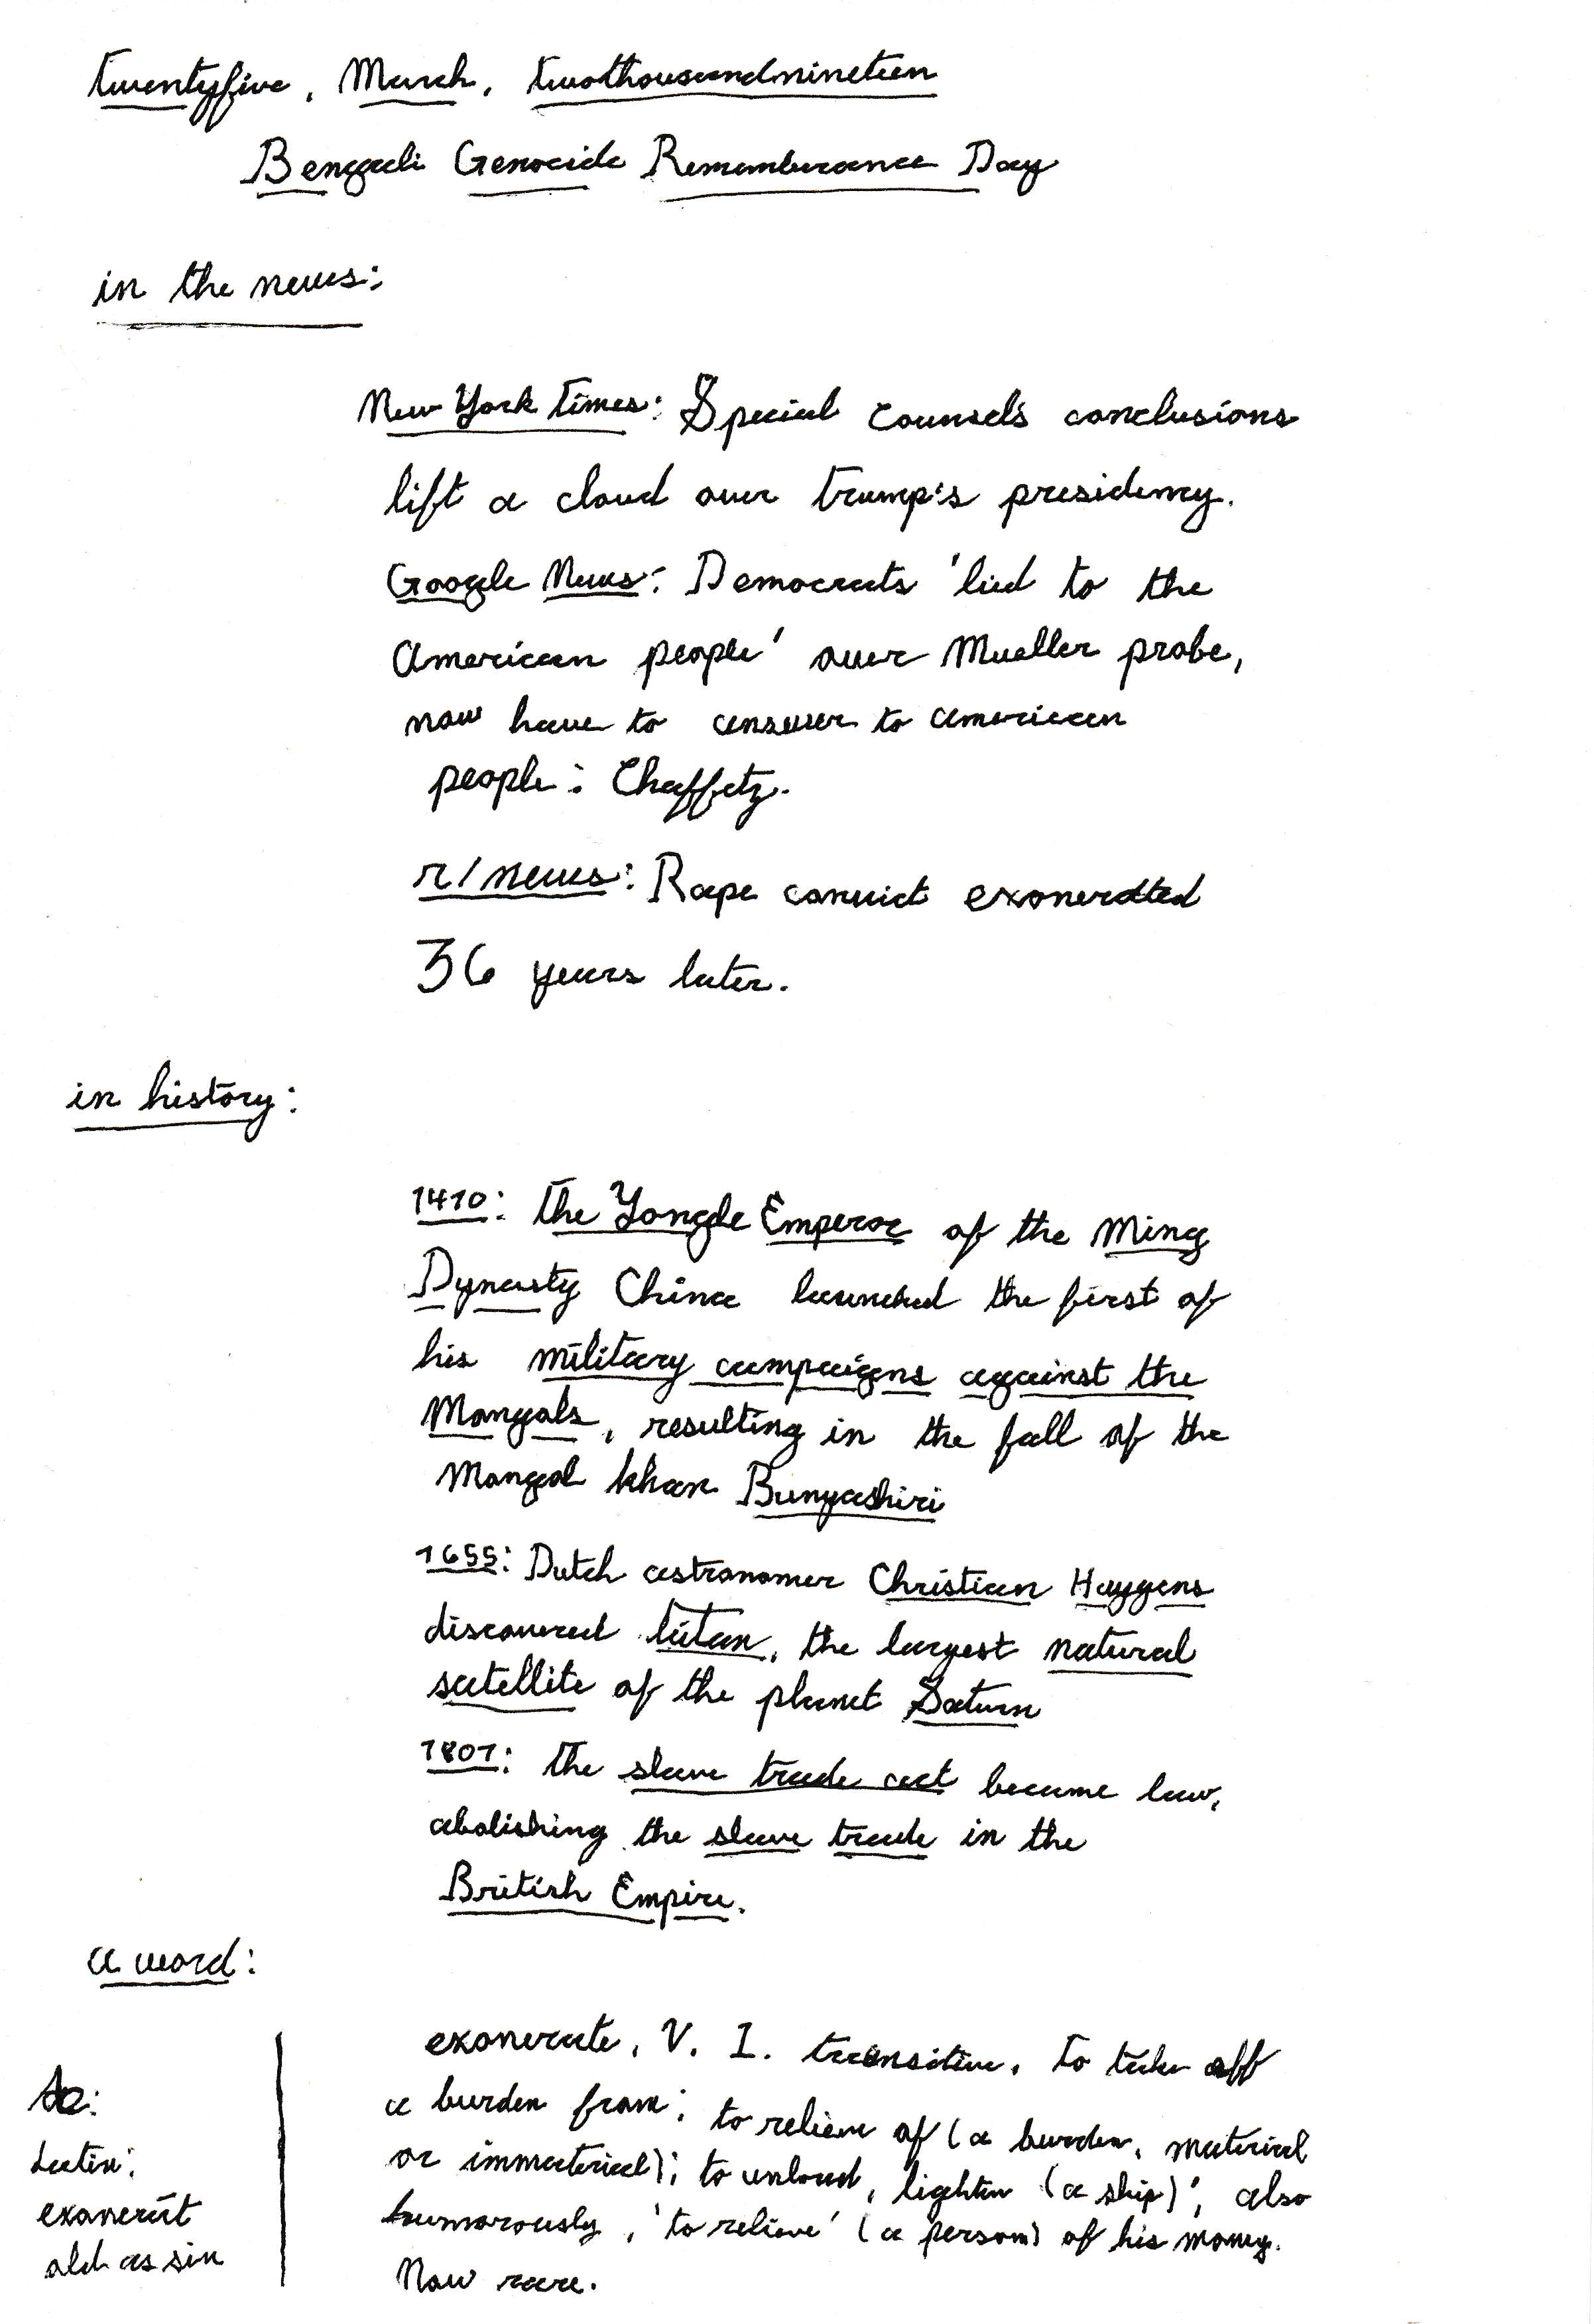 twentyfive, March, twothousandnineteen
Bengali Genocide Rememberance Day
in the news:
New York times: Special Counsel's conclusions
lift a cloud over trump's presidency.
Google News: Democrats 'lied to the
American people' over Mueller probe,
now have to answer to american
people: Chaffetz.
r/news: Rape convict exonerated
36 years later.
in history:
1410: the Yongle Emperor of the Ming
Dynasty China launched the first of
his military campaigns against the
Mongols, resulting in the fall of the
Mongol khan Bunyashiri
1655: Dutch astronomer Christian Huygens
discovered titan, the largest natural
satellite of the planet Saturn
1807: the slave trade act became law,
abolishing the slave trade in the
British Empire.
a word:
exonerate, V. I. transitive. to take off
a burden from; to relieve of (a burden, material
or immaterial); to unload, lighten (a ship); also
humorously, 'to relieve' (a person) of his money.
Now rare.
Latin:
exonerāt
old as sin